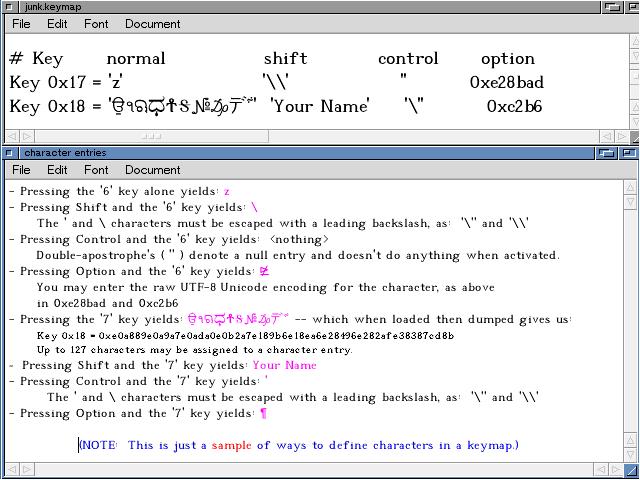 junk.keymap
File Edit Font Document
# Key normal shift control option
Key 0x17 = 'z' '\\' '' 0xe28bad
Key 0x18 = 'ਉ੧ୠಧቶᎦ№₯デ͋' 'Your Name' '\'' 0xc2b6
character entries
File Edit Font Document
- Pressing the '6' key alone yields: z
- Pressing Shift and the '6' key yields: \
The ' and \ characters must be escaped with a leading backslash, as: '\'' and '\\'
- Pressing Control and the '6' key yields: <nothing>
Double-apostrophe's ( '' ) denote a null entry and doesn't do anything when activated.
- Pressing Option and the '6' key yields: ⋭
You may enter the raw UTF-8 Unicode encoding for the character, as above
in 0xe28bad and 0xc2b6
- Pressing the '7' key yields: ਉ੧ୠಧቶᎦ№₯デ͋ -- which when loaded then dumped gives us:
Key 0x18 = 0xe0a889e0a9a7e0ada0e0b2a7e189b6e18ea6e28496e282afe38387cd8b
Up to 127 characters may be assigned to a character entry.
- Pressing Shift and the '7' key yields: Your Name
- Pressing Control and the '7' key yields: '
The ' and \ characters must be escaped with a leading backslash, as: '\'' and '\\'
- Pressing Option and the '7' key yields: ¶
(NOTE: This is just a sample of ways to define characters in a keymap.)